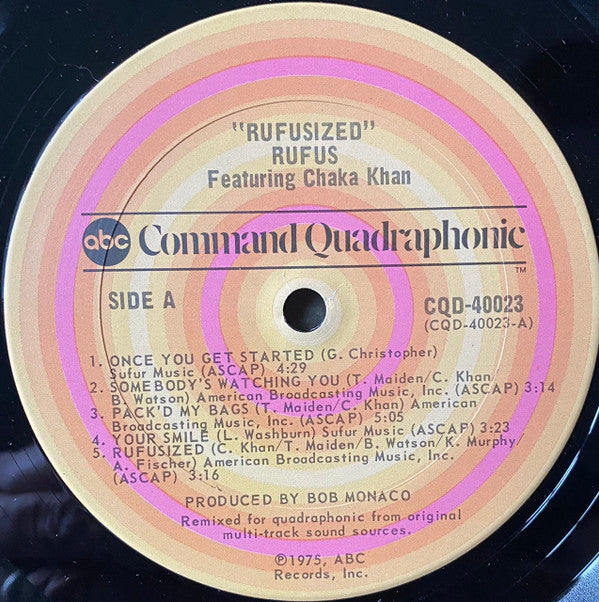 "RUFUSIZED"
RUFUS
Featuring Chaka Khan
abc Command Quadraphonic
TM
SIDE A
CQD-40023
(CQD-40023-A)
1. ONCE YOU GET STARTED (G. Christopher)
Sufur Music (ASCAP) 4:29
2. SOMEBODY'S WATCHING YOU (T. Maiden/C. Khan/
B. Watson) American Broadcasting Music, Inc. (ASCAP) 3:14
3. PACK'D MY BAGS (T. Maiden/C. Khan) American
Broadcasting Music, Inc. (ASCAP) 5:05
4. YOUR SMILE (L. Washburn) Sufur Music (ASCAP) 3:23
5. RUFUSIZED (C. Khan/T. Maiden/B. Watson/K. Murphy/
A. Fischer) American Broadcasting Music, Inc.
(ASCAP) 3:16
PRODUCED BY BOB MONACO
Remixed for quadraphonic from original
multi-track sound sources.
℗1975, ABC
Records, Inc.